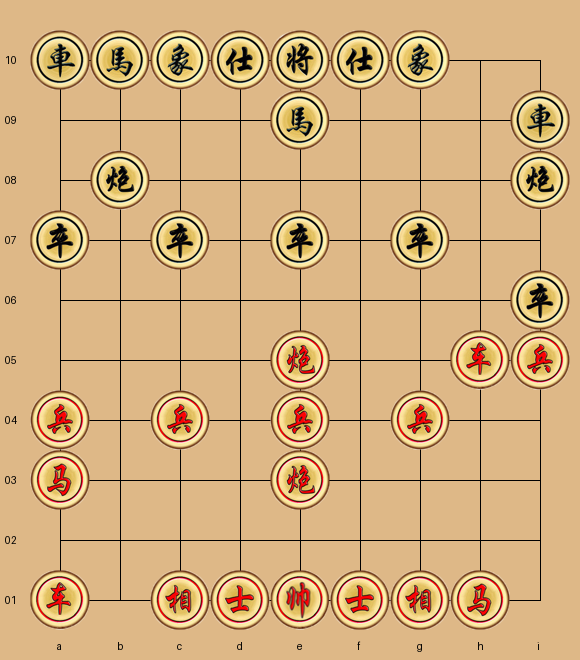 10 車 馬 象 仕 将 仕 象
09 馬 車
08 炮 炮
07 卒 卒 卒 卒
06 卒
05 炮 车 兵
04 兵 兵 兵 兵
03 马 炮
02
01 车 相 士 帅 士 相 马
a b c d e f g h i